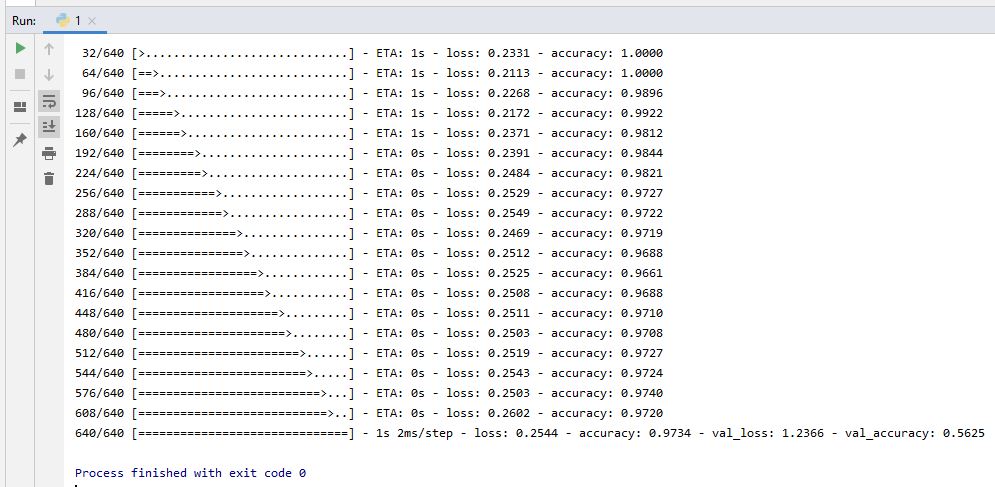 Run: 1
32/640 [>.............................] - ETA: 1s - loss: 0.2331 - accuracy: 1.0000
64/640 [==>...........................] - ETA: 1s - loss: 0.2113 - accuracy: 1.0000
96/640 [===>..........................] - ETA: 1s - loss: 0.2268 - accuracy: 0.9896
128/640 [=====>........................] - ETA: 1s - loss: 0.2172 - accuracy: 0.9922
160/640 [======>.......................] - ETA: 1s - loss: 0.2371 - accuracy: 0.9812
192/640 [========>.....................] - ETA: 0s - loss: 0.2391 - accuracy: 0.9844
224/640 [=========>....................] - ETA: 0s - loss: 0.2484 - accuracy: 0.9821
256/640 [===========>..................] - ETA: 0s - loss: 0.2529 - accuracy: 0.9727
288/640 [============>.................] - ETA: 0s - loss: 0.2549 - accuracy: 0.9722
320/640 [==============>...............] - ETA: 0s - loss: 0.2469 - accuracy: 0.9719
352/640 [===============>..............] - ETA: 0s - loss: 0.2512 - accuracy: 0.9688
384/640 [=================>............] - ETA: 0s - loss: 0.2525 - accuracy: 0.9661
416/640 [==================>...........] - ETA: 0s - loss: 0.2508 - accuracy: 0.9688
448/640 [====================>.........] - ETA: 0s - loss: 0.2511 - accuracy: 0.9710
480/640 [=====================>........] - ETA: 0s - loss: 0.2503 - accuracy: 0.9708
512/640 [=======================>......] - ETA: 0s - loss: 0.2519 - accuracy: 0.9727
544/640 [========================>.....] - ETA: 0s - loss: 0.2543 - accuracy: 0.9724
576/640 [==========================>...] - ETA: 0s - loss: 0.2503 - accuracy: 0.9740
608/640 [===========================>..] - ETA: 0s - loss: 0.2602 - accuracy: 0.9720
640/640 [==============================] - 1s 2ms/step - loss: 0.2544 - accuracy: 0.9734 - val_loss: 1.2366 - val_accuracy: 0.5625
Process finished with exit code 0